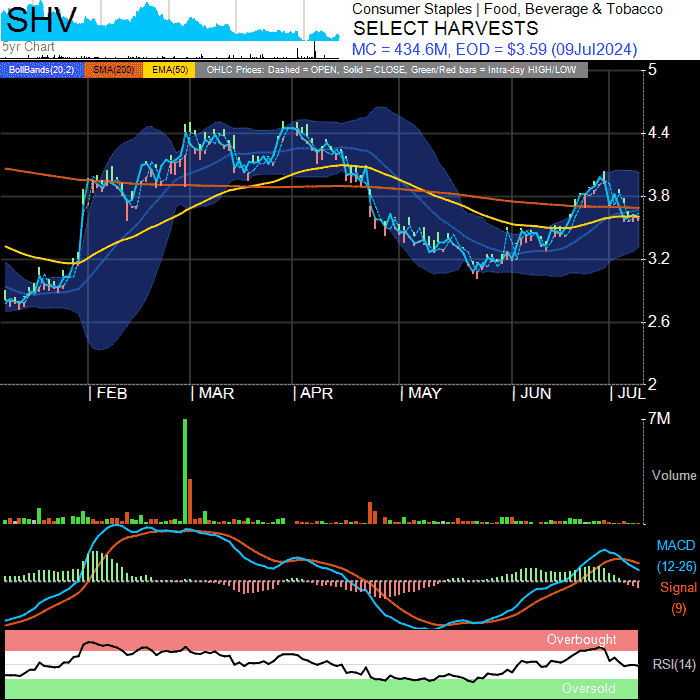 SHV
5yr Chart
Consumer Staples | Food, Beverage & Tobacco
SELECT HARVESTS
MC = 434.6M, EOD = $3.59 (09Jul2024)
BollBands(20,2) SMA(200) EMA(50) OHLC Prices: Dashed = OPEN, Solid = CLOSE, Green/Red bars = Intra-day HIGH/LOW
5
4.4
3.8
3.2
2.6
2
| FEB | MAR | APR | MAY | JUN | JUL
7M
Volume
MACD
(12-26)
Signal
(9)
Overbought
RSI(14)
Oversold